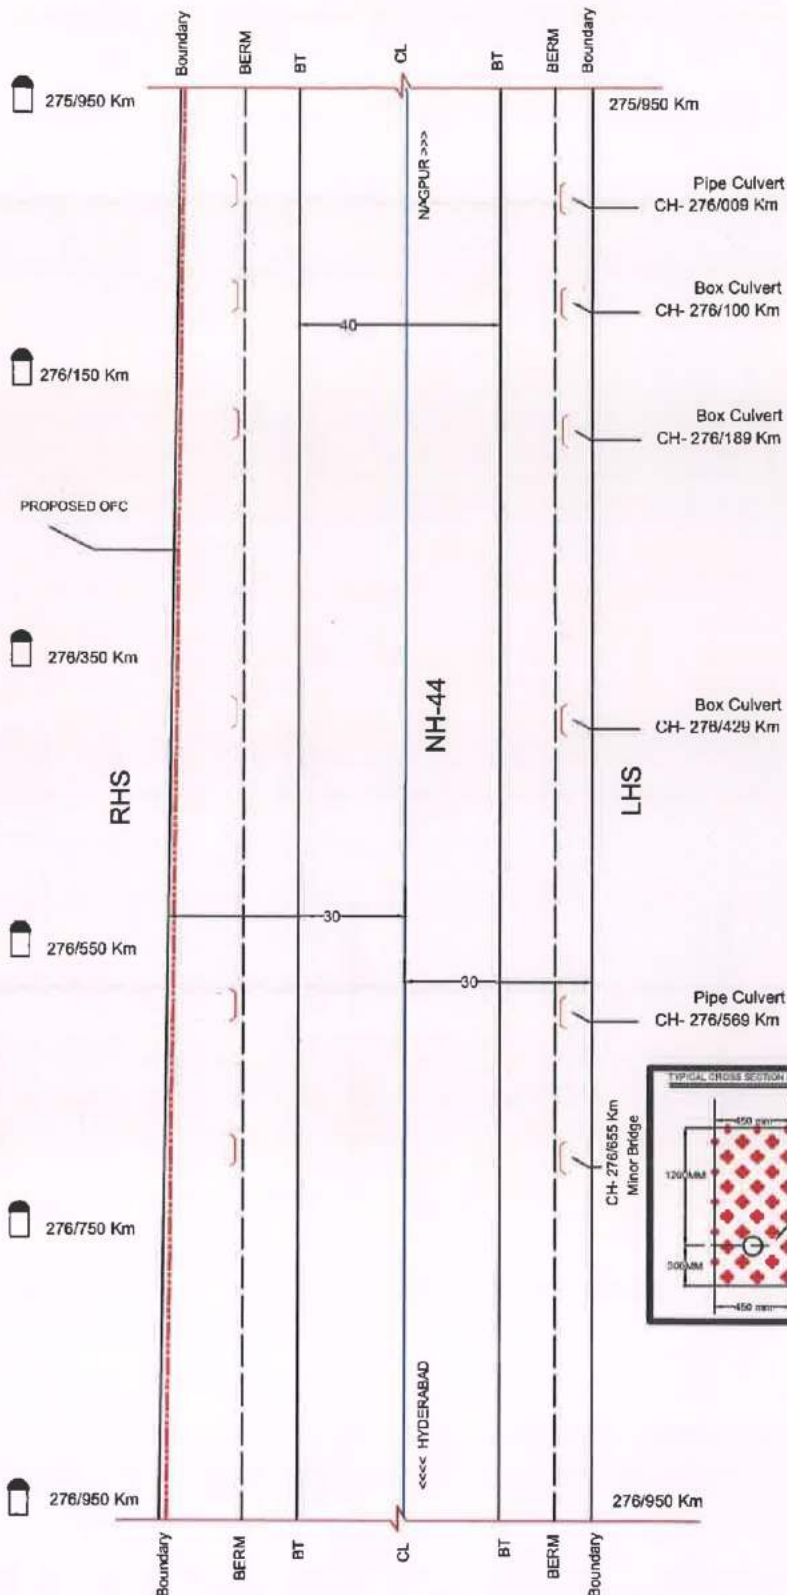 Boundary
BERM
BT
CL
BT
BERM
Boundary
275/950 Km
275/950 Km
NAGPUR >>>
Pipe Culvert
CH- 276/009 Km
Box Culvert
CH- 276/100 Km
40
276/150 Km
Box Culvert
CH- 276/189 Km
PROPOSED OFC
276/350 Km
NH-44
Box Culvert
CH- 276/429 Km
RHS
LHS
30
276/550 Km
30
Pipe Culvert
CH- 276/569 Km
TYPICAL CROSS SECTION
CH- 276/655 Km
Minor Bridge
450 mm
1200MM
276/750 Km
300MM
450 mm
<<<< HYDERABAD
276/950 Km
276/950 Km
Boundary
BERM
BT
CL
BT
BERM
Boundary